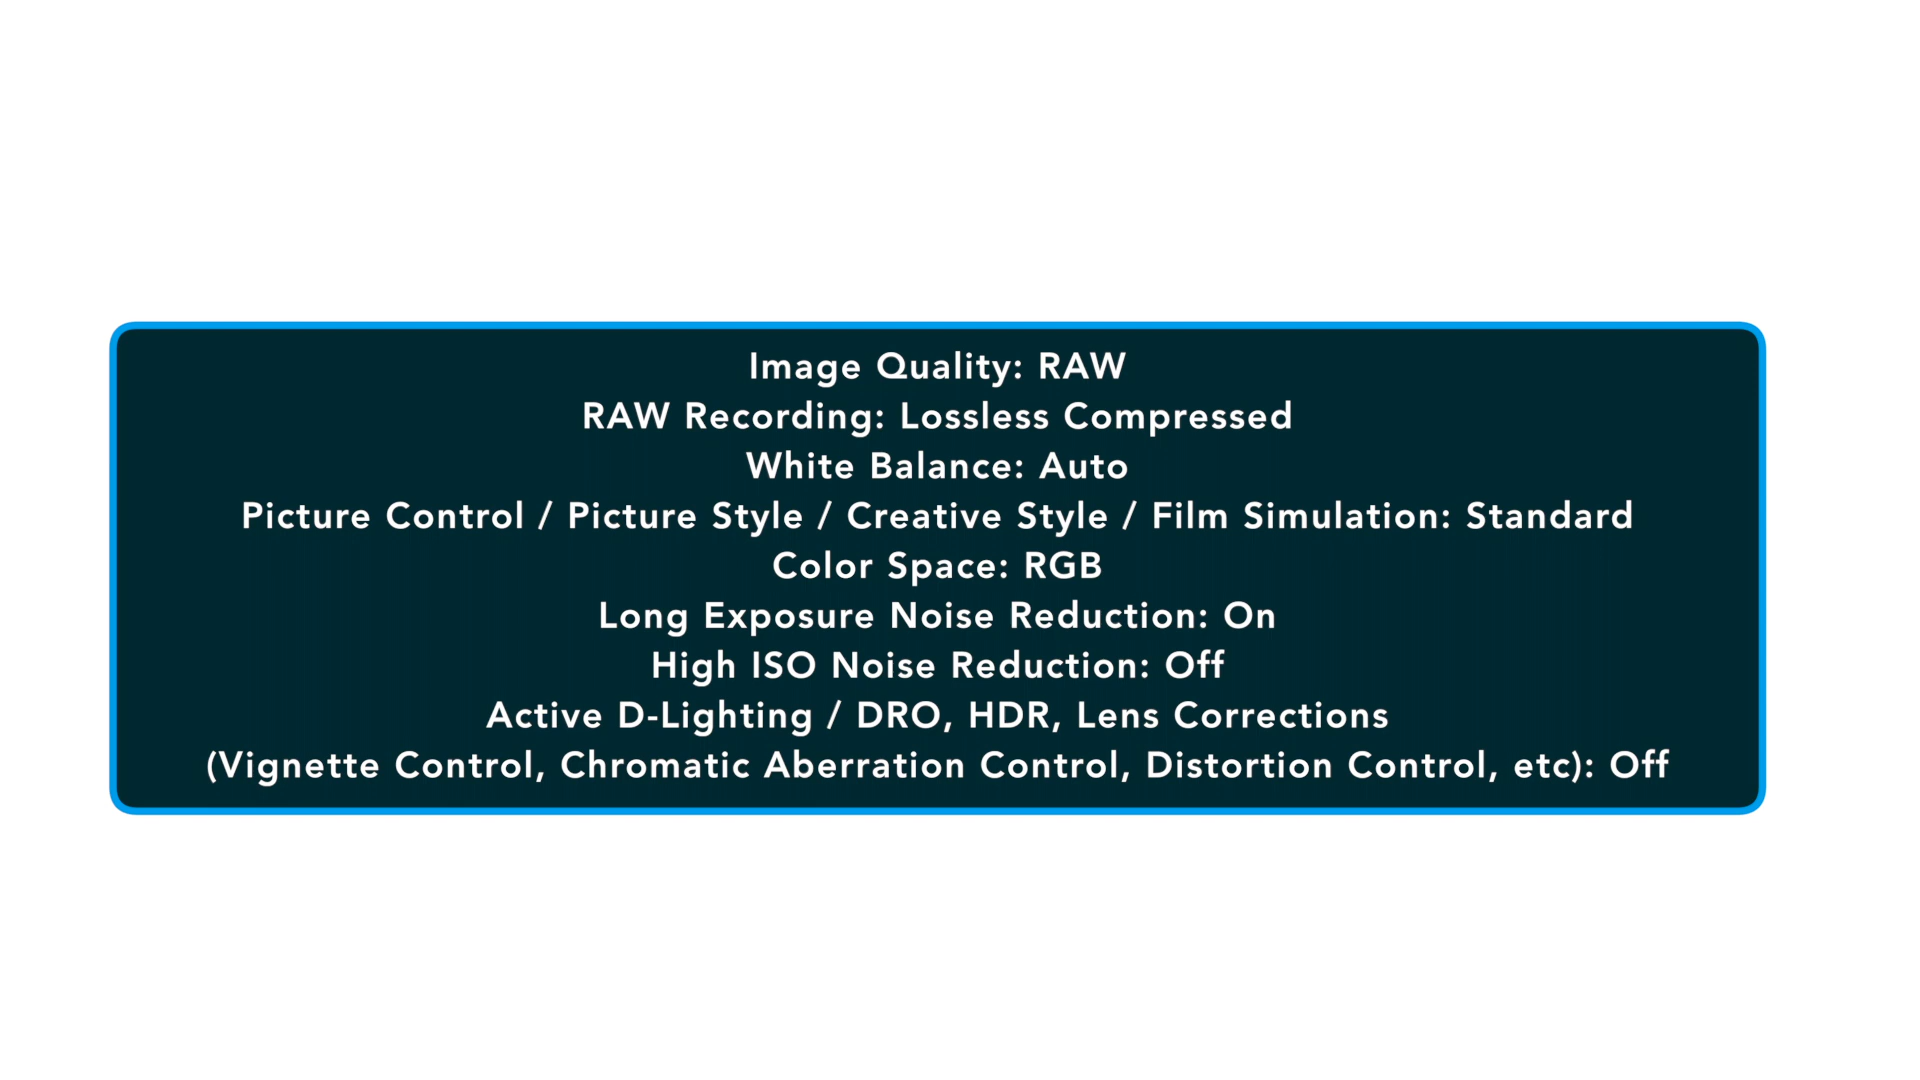 Image Quality: RAW
RAW Recording: Lossless Compressed
White Balance: Auto
Picture Control / Picture Style / Creative Style / Film Simulation: Standard
Color Space: RGB
Long Exposure Noise Reduction: On
High ISO Noise Reduction: Off
Active D-Lighting / DRO, HDR, Lens Corrections
(Vignette Control, Chromatic Aberration Control, Distortion Control, etc): Off